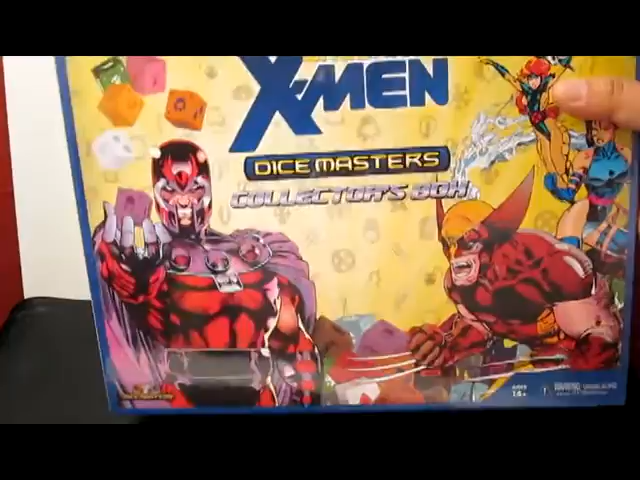 X-MEN
DICE MASTERS
COLLECTOR'S BOX
AGES
14+
WARNING